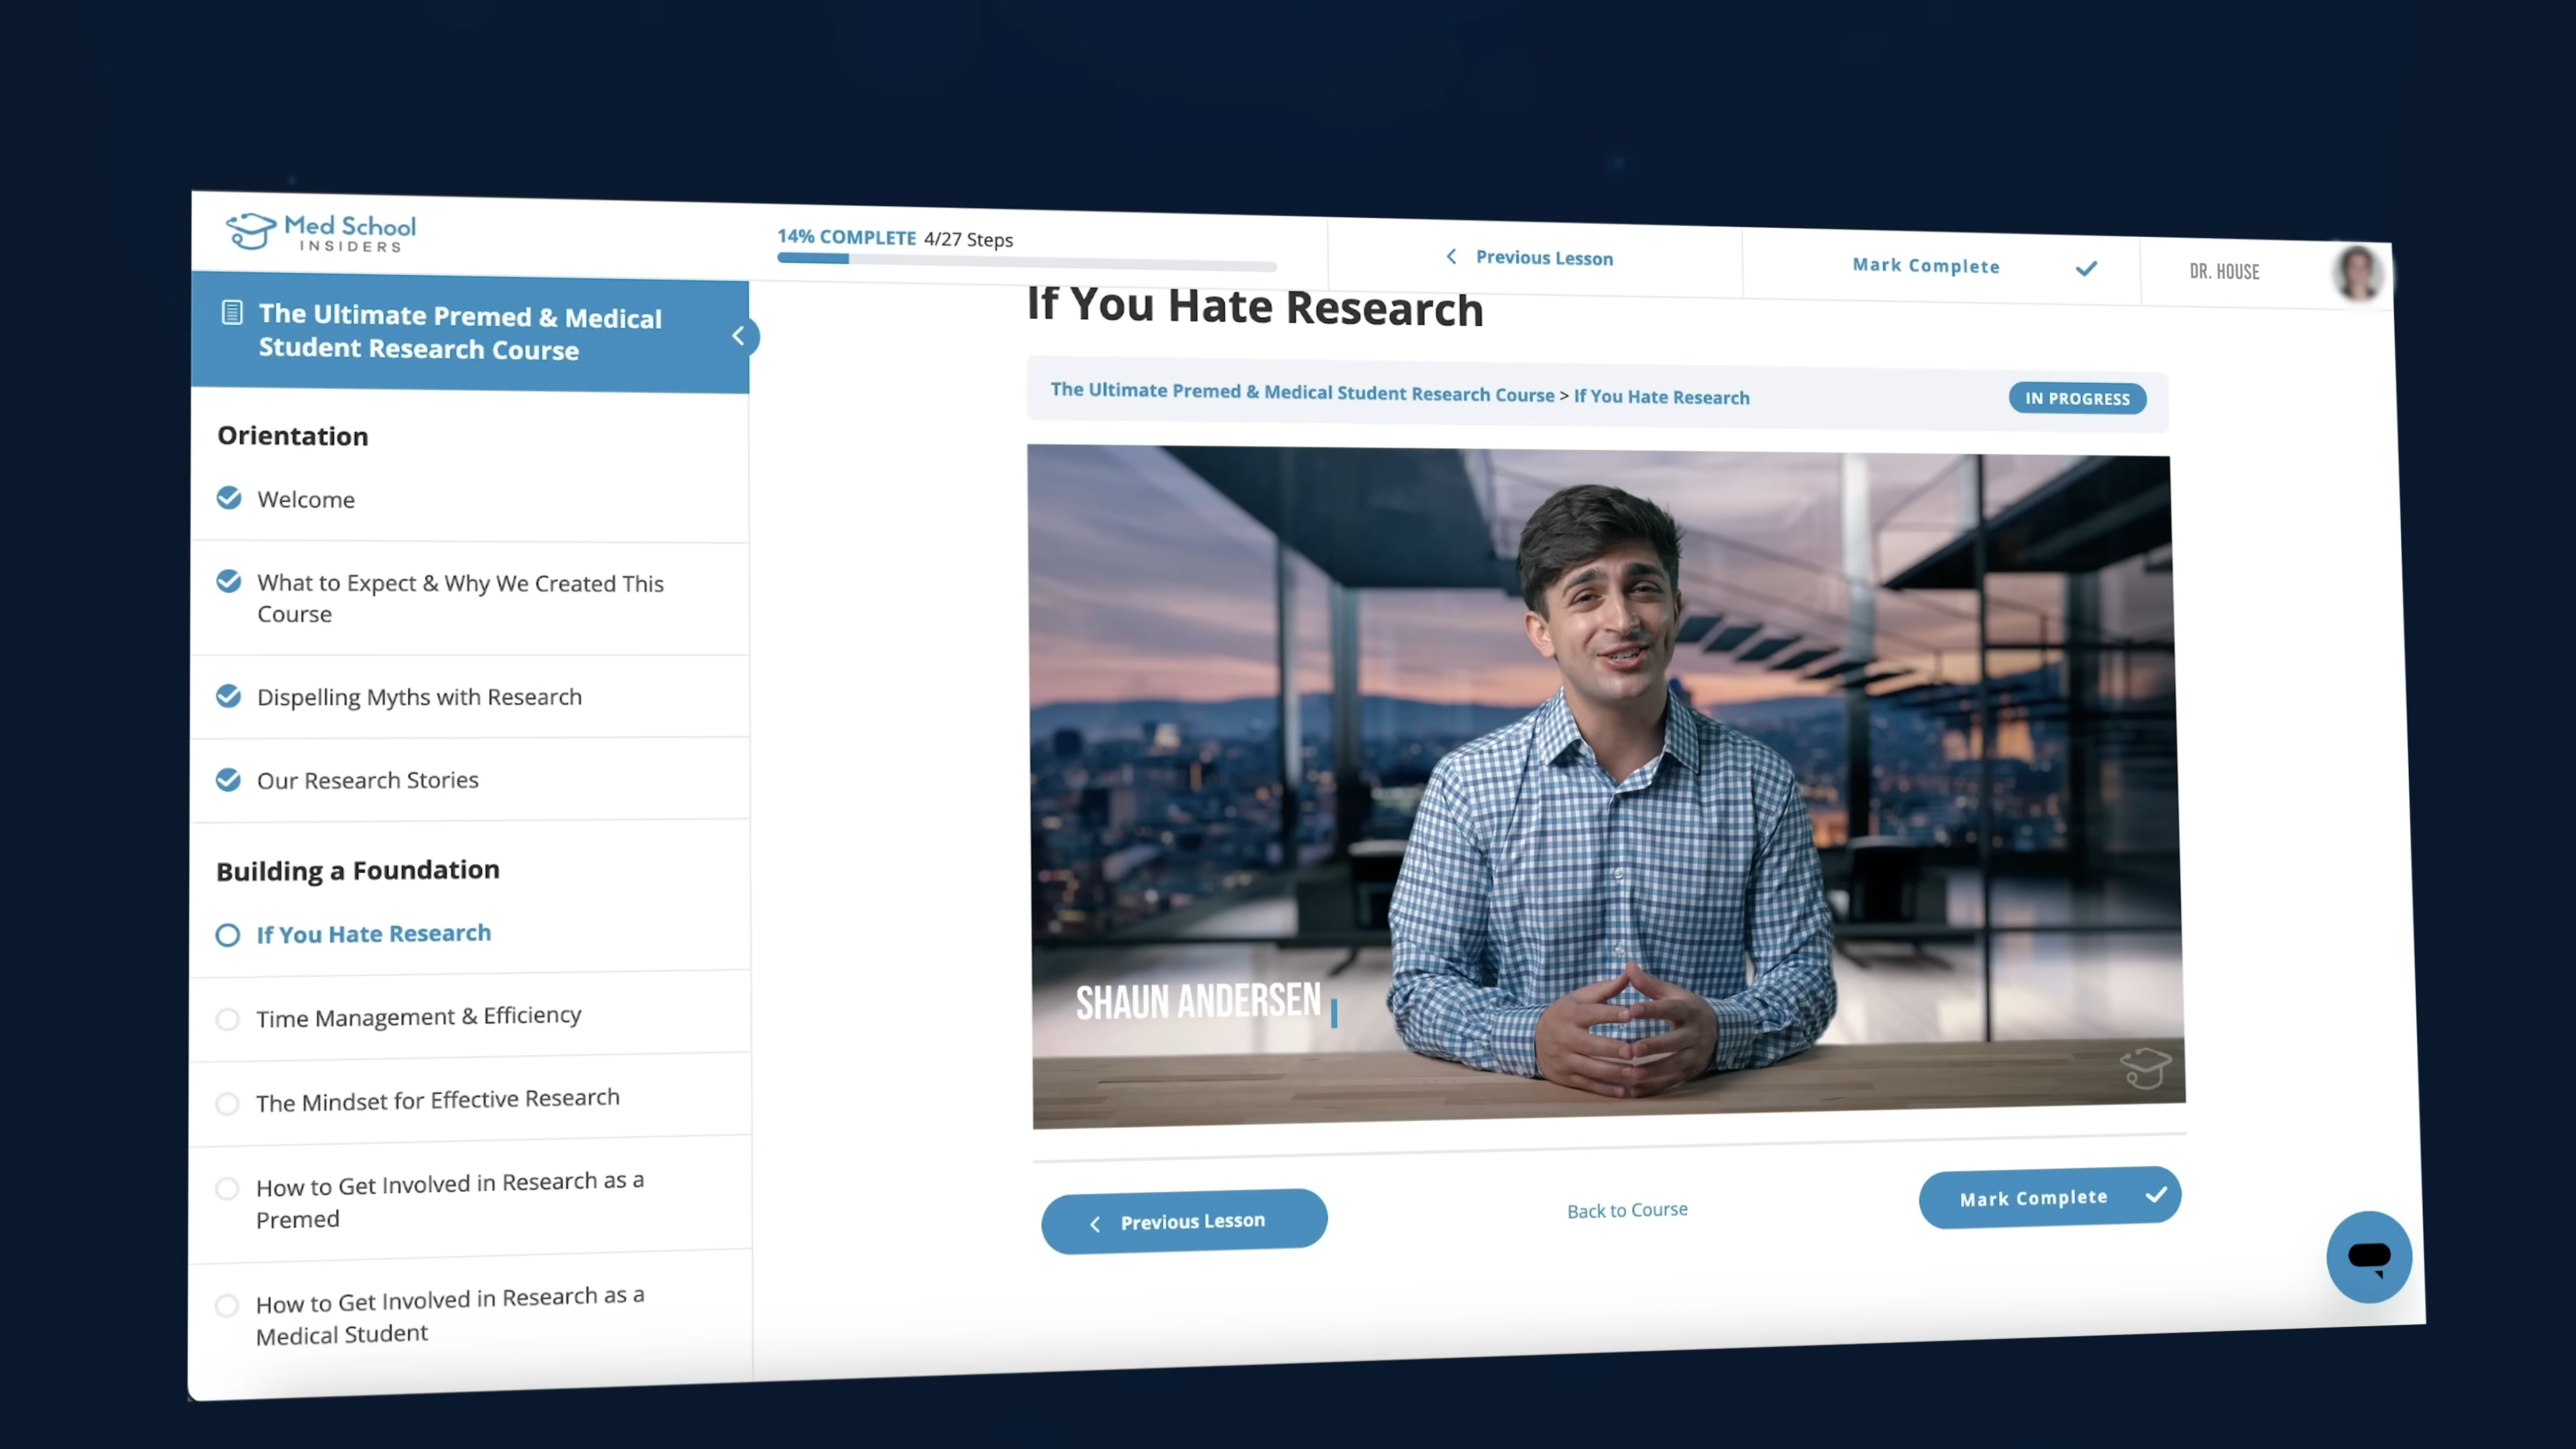 Med School
INSIDERS
14% COMPLETE 4/27 Steps
Previous Lesson
Mark Complete
DR. HOUSE
The Ultimate Premed & Medical
Student Research Course
Orientation
Welcome
What to Expect & Why We Created This
Course
Dispelling Myths with Research
Our Research Stories
Building a Foundation
If You Hate Research
Time Management & Efficiency
The Mindset for Effective Research
How to Get Involved in Research as a
Premed
How to Get Involved in Research as a
Medical Student
If You Hate Research
The Ultimate Premed & Medical Student Research Course > If You Hate Research
IN PROGRESS
SHAUN ANDERSEN
Previous Lesson
Back to Course
Mark Complete